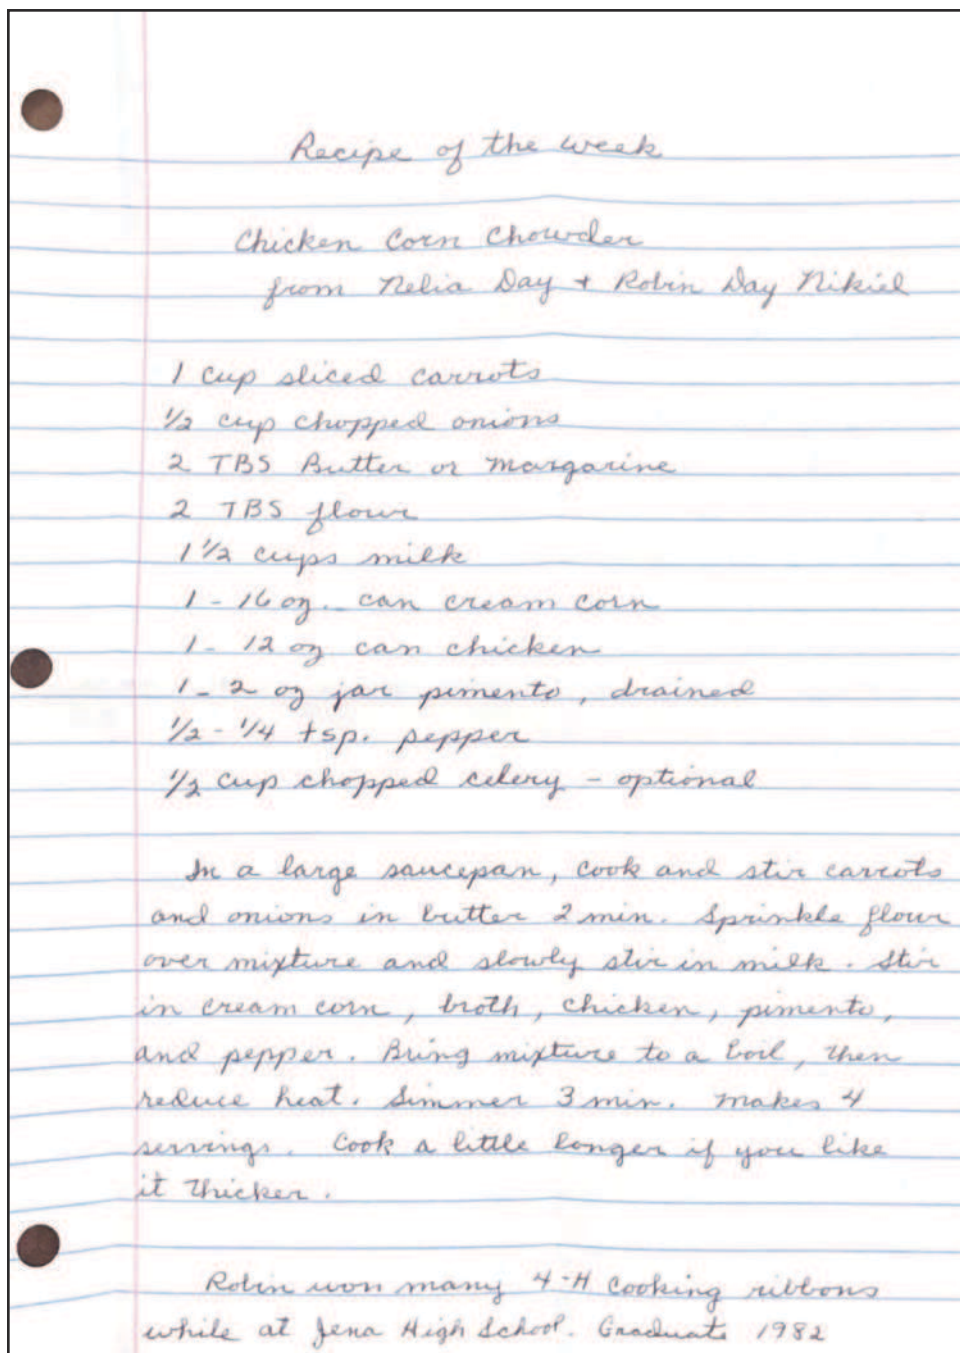 Recipe of the week
Chicken Corn Chowder
from Nelia Day + Robin Day Nikiel
1 cup sliced carrots
1/2 cup chopped onions
2 TBS Butter or margarine
2 TBS flour
1 1/2 cups milk
1 - 16 oz. can cream corn
1 - 12 oz can chicken
1 - 2 oz jar pimento, drained
1/2 - 1/4 tsp. pepper
1/2 cup chopped celery - optional
In a large saucepan, cook and stir carrots
and onions in butter 2 min. Sprinkle flour
over mixture and slowly stir in milk. Stir
in cream corn, broth, chicken, pimento,
and pepper. Bring mixture to a boil, then
reduce heat. Simmer 3 min. makes 4
servings. Cook a little longer if you like
it thicker.
Robin won many 4-H cooking ribbons
while at Jena High School. Graduate 1982